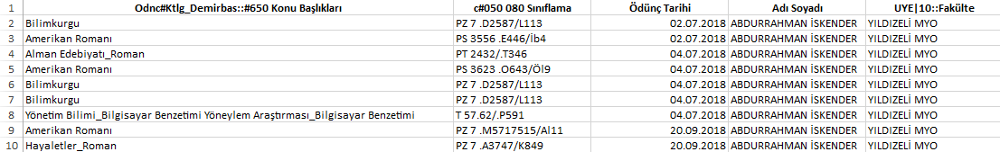 1 Odnc#Ktlg_Demirbas::#650 Konu Başlıkları c#050 080 Sınıflama Ödünç Tarihi Adı Soyadı UYE|10::Fakülte
2 Bilimkurgu PZ 7 .D2587/L113 02.07.2018 ABDURRAHMAN İSKENDER YILDIZELİ MYO
3 Amerikan Romanı PS 3556 .E446/İb4 02.07.2018 ABDURRAHMAN İSKENDER YILDIZELİ MYO
4 Alman Edebiyatı_Roman PT 2432/.T346 04.07.2018 ABDURRAHMAN İSKENDER YILDIZELİ MYO
5 Amerikan Romanı PS 3623 .O643/Öl9 04.07.2018 ABDURRAHMAN İSKENDER YILDIZELİ MYO
6 Bilimkurgu PZ 7 .D2587/L113 04.07.2018 ABDURRAHMAN İSKENDER YILDIZELİ MYO
7 Bilimkurgu PZ 7 .D2587/L113 04.07.2018 ABDURRAHMAN İSKENDER YILDIZELİ MYO
8 Yönetim Bilimi_Bilgisayar Benzetimi Yöneylem Araştırması_Bilgisayar Benzetimi T 57.62/.P591 04.07.2018 ABDURRAHMAN İSKENDER YILDIZELİ MYO
9 Amerikan Romanı PZ 7 .M5717515/Al11 20.09.2018 ABDURRAHMAN İSKENDER YILDIZELİ MYO
10 Hayaletler_Roman PZ 7 .A3747/K849 20.09.2018 ABDURRAHMAN İSKENDER YILDIZELİ MYO